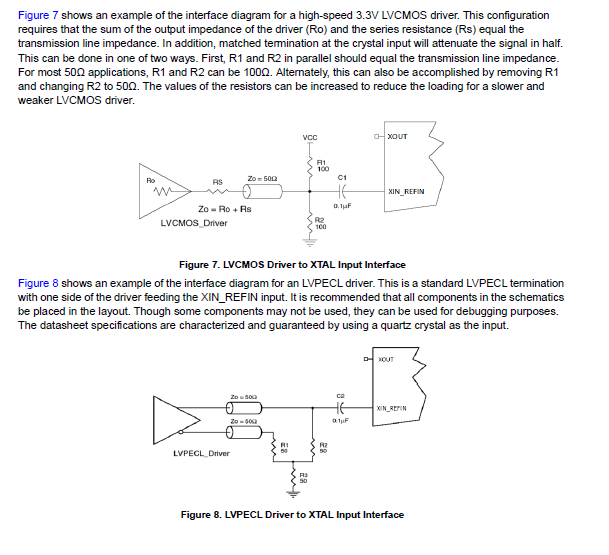 Figure 7 shows an example of the interface diagram for a high-speed 3.3V LVCMOS driver. This configuration
requires that the sum of the output impedance of the driver (Ro) and the series resistance (Rs) equal the
transmission line impedance. In addition, matched termination at the crystal input will attenuate the signal in half.
This can be done in one of two ways. First, R1 and R2 in parallel should equal the transmission line impedance.
For most 50Ω applications, R1 and R2 can be 100Ω. Alternately, this can also be accomplished by removing R1
and changing R2 to 50Ω. The values of the resistors can be increased to reduce the loading for a slower and
weaker LVCMOS driver.
VCC
XOUT
R1
100
C1
Ro
RS
Zo = 50Ω
XIN_REFIN
0.1µF
Zo = Ro + Rs
LVCMOS_Driver
R2
100
Figure 7. LVCMOS Driver to XTAL Input Interface
Figure 8 shows an example of the interface diagram for an LVPECL driver. This is a standard LVPECL termination
with one side of the driver feeding the XIN_REFIN input. It is recommended that all components in the schematics
be placed in the layout. Though some components may not be used, they can be used for debugging purposes.
The datasheet specifications are characterized and guaranteed by using a quartz crystal as the input.
XOUT
Zo = 50Ω
C2
XIN_REFIN
Zo = 50Ω
0.1µF
LVPECL_Driver
R1
50
R2
50
R3
50
Figure 8. LVPECL Driver to XTAL Input Interface